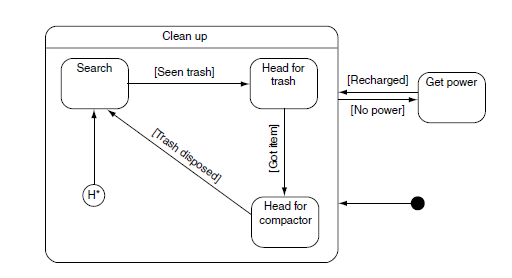 Clean up
Search
[Seen trash]
Head for
trash
[Recharged]
Get power
[No power]
[Trash disposed]
[Got item]
H*
Head for
compactor